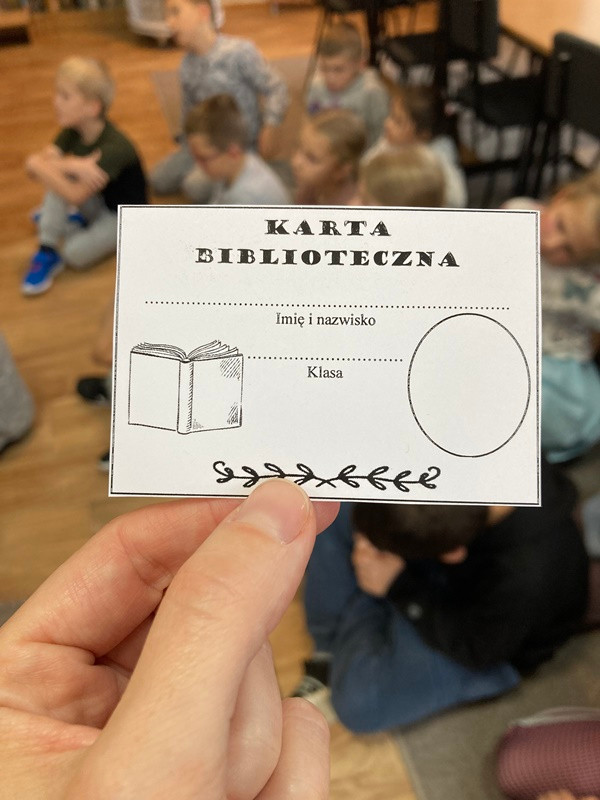 KARTA
BIBLIOTECZNA
Imię i nazwisko
Klasa